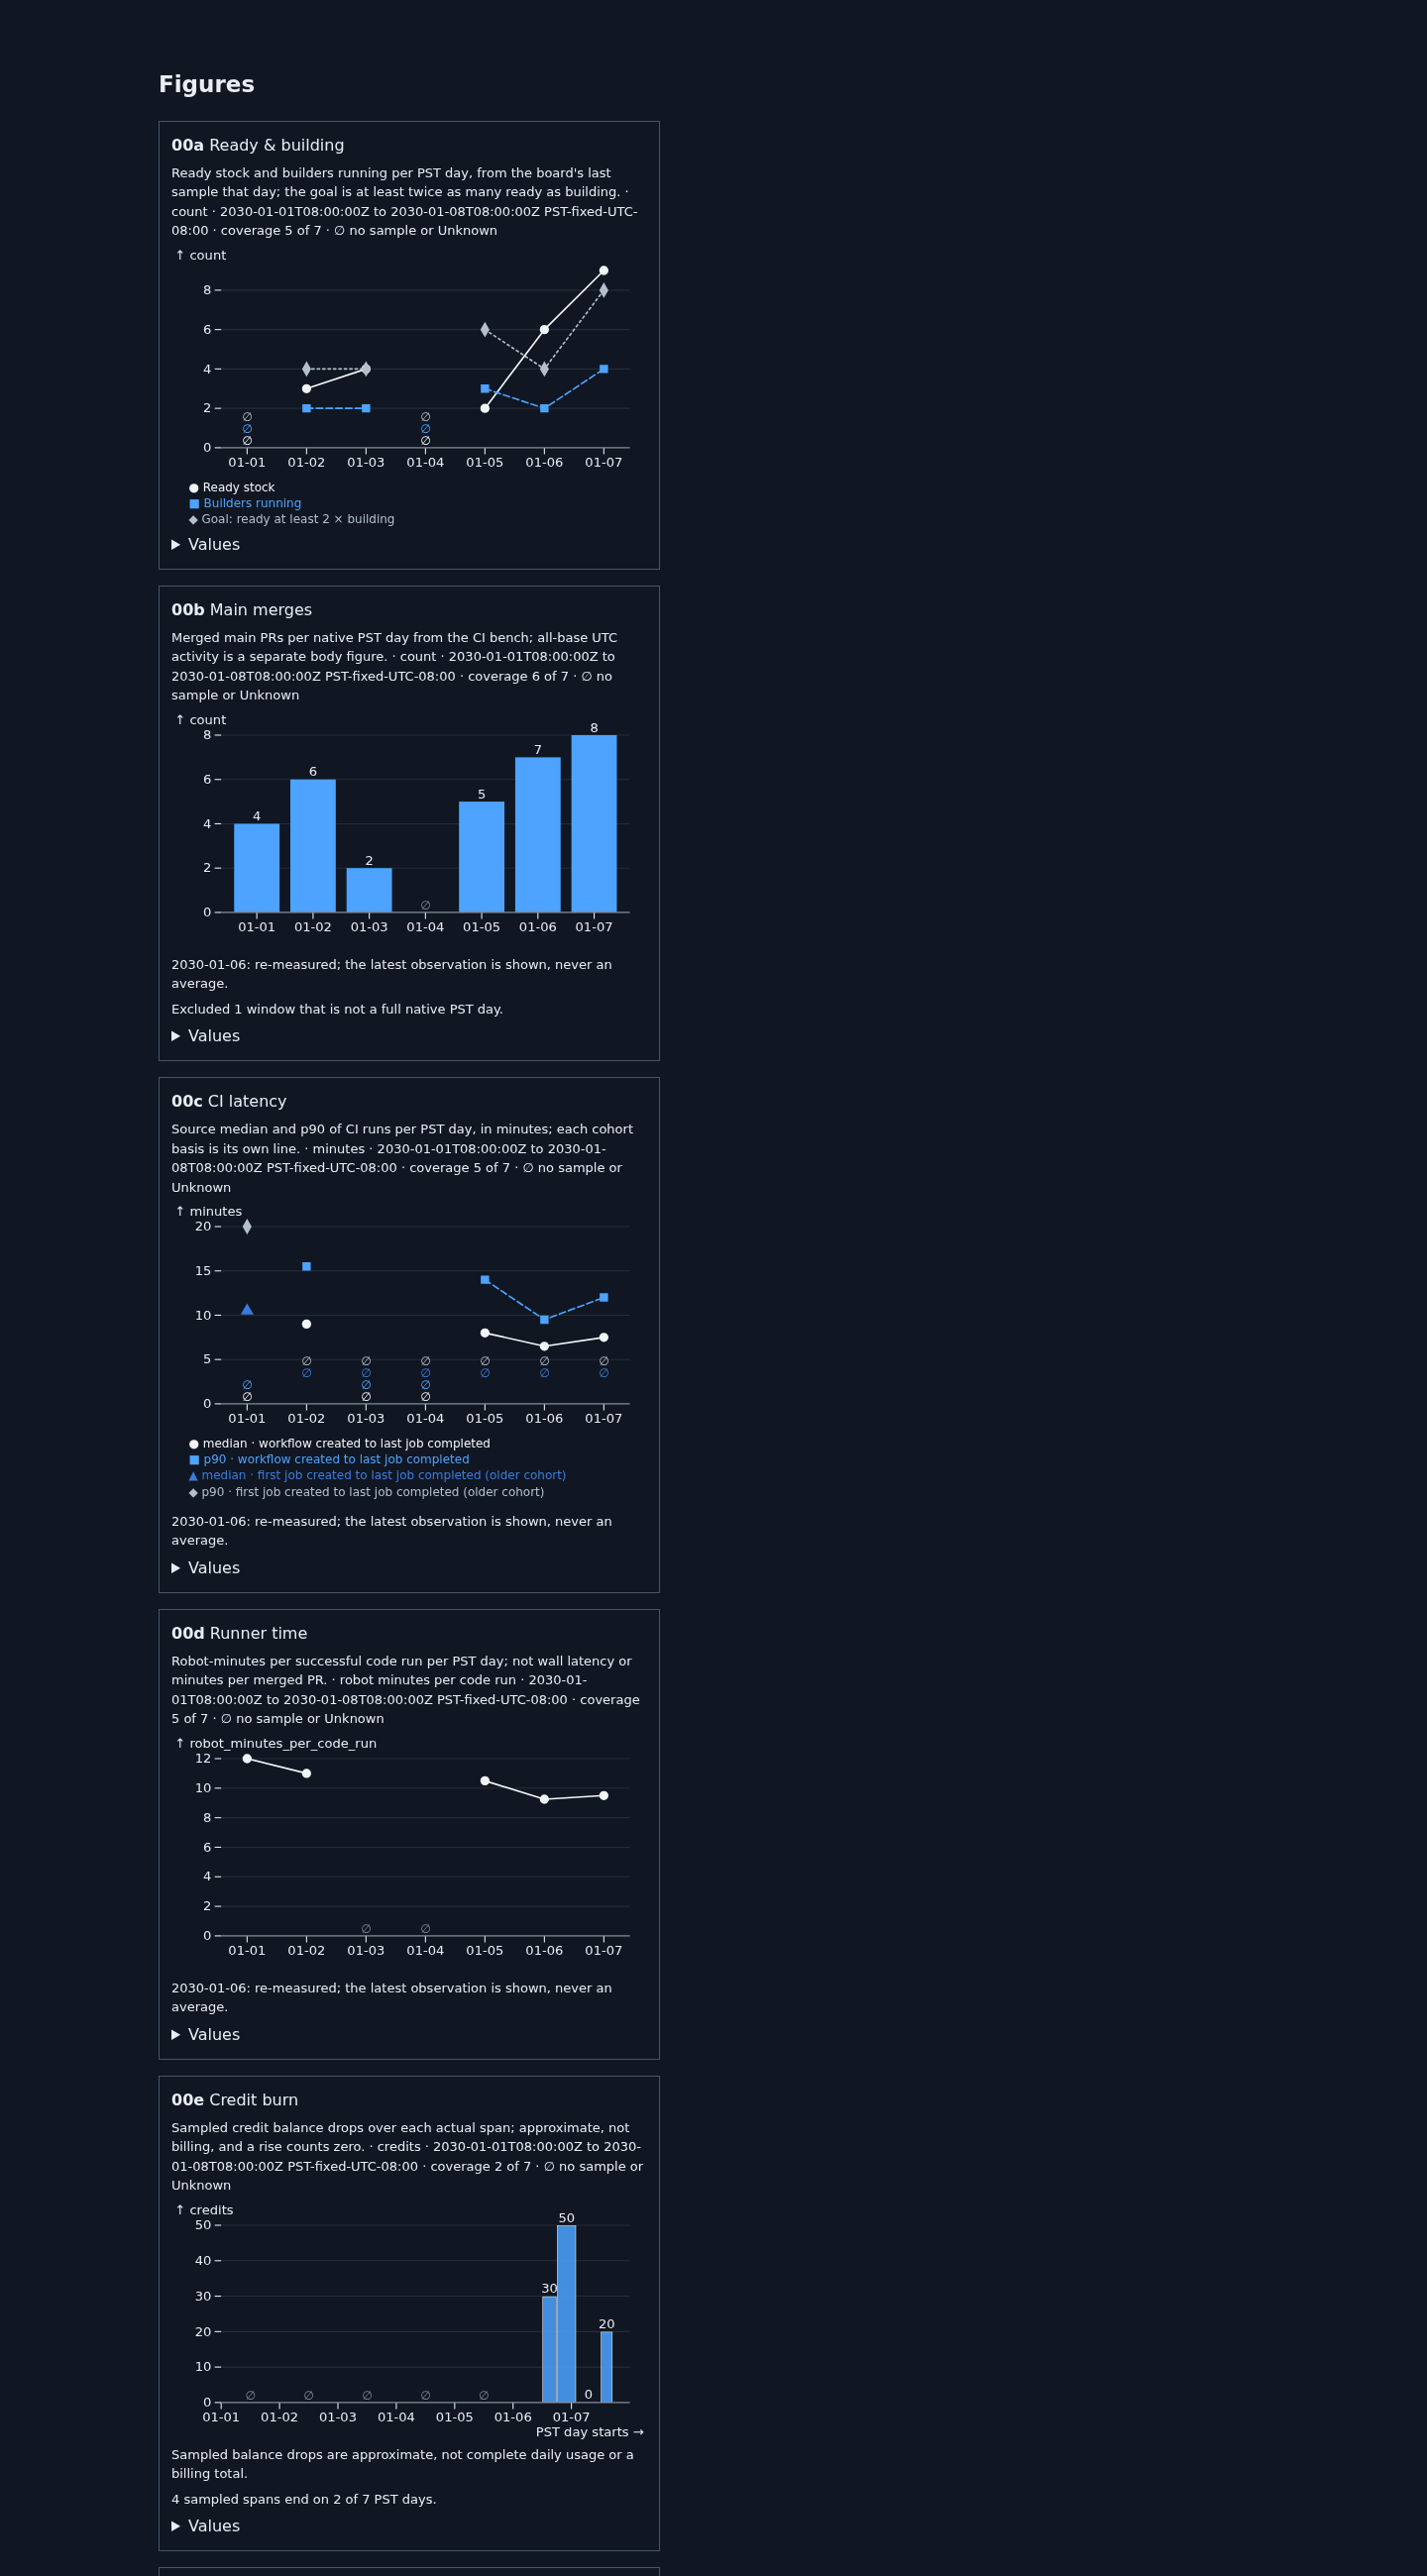 Figures
00a Ready & building
Ready stock and builders running per PST day, from the board's last
sample that day; the goal is at least twice as many ready as building. ·
count · 2030-01-01T08:00:00Z to 2030-01-08T08:00:00Z PST-fixed-UTC-
08:00 · coverage 5 of 7 · ∅ no sample or Unknown
↑ count
8
6
4
2
∅ ∅
∅ ∅
∅ ∅
0
01-01 01-02 01-03 01-04 01-05 01-06 01-07
● Ready stock
■ Builders running
◆ Goal: ready at least 2 × building
▶ Values
00b Main merges
Merged main PRs per native PST day from the CI bench; all-base UTC
activity is a separate body figure. · count · 2030-01-01T08:00:00Z to
2030-01-08T08:00:00Z PST-fixed-UTC-08:00 · coverage 6 of 7 · ∅ no
sample or Unknown
↑ count
8
6
4
2
0
4 6 2 ∅ 5 7 8
01-01 01-02 01-03 01-04 01-05 01-06 01-07
2030-01-06: re-measured; the latest observation is shown, never an
average.
Excluded 1 window that is not a full native PST day.
▶ Values
00c CI latency
Source median and p90 of CI runs per PST day, in minutes; each cohort
basis is its own line. · minutes · 2030-01-01T08:00:00Z to 2030-01-
08T08:00:00Z PST-fixed-UTC-08:00 · coverage 5 of 7 · ∅ no sample or
Unknown
↑ minutes
20
15
10
5
∅ ∅ ∅ ∅ ∅ ∅
∅ ∅ ∅ ∅ ∅ ∅
∅ ∅ ∅
∅ ∅ ∅
0
01-01 01-02 01-03 01-04 01-05 01-06 01-07
● median · workflow created to last job completed
■ p90 · workflow created to last job completed
▲ median · first job created to last job completed (older cohort)
◆ p90 · first job created to last job completed (older cohort)
2030-01-06: re-measured; the latest observation is shown, never an
average.
▶ Values
00d Runner time
Robot-minutes per successful code run per PST day; not wall latency or
minutes per merged PR. · robot minutes per code run · 2030-01-
01T08:00:00Z to 2030-01-08T08:00:00Z PST-fixed-UTC-08:00 · coverage
5 of 7 · ∅ no sample or Unknown
↑ robot_minutes_per_code_run
12
10
8
6
4
2
∅ ∅
0
01-01 01-02 01-03 01-04 01-05 01-06 01-07
2030-01-06: re-measured; the latest observation is shown, never an
average.
▶ Values
00e Credit burn
Sampled credit balance drops over each actual span; approximate, not
billing, and a rise counts zero. · credits · 2030-01-01T08:00:00Z to 2030-
01-08T08:00:00Z PST-fixed-UTC-08:00 · coverage 2 of 7 · ∅ no sample or
Unknown
↑ credits
50
40
30
20
10
0
∅ ∅ ∅ ∅ ∅ 30 50 0 20
01-01 01-02 01-03 01-04 01-05 01-06 01-07
PST day starts →
Sampled balance drops are approximate, not complete daily usage or a
billing total.
4 sampled spans end on 2 of 7 PST days.
▶ Values